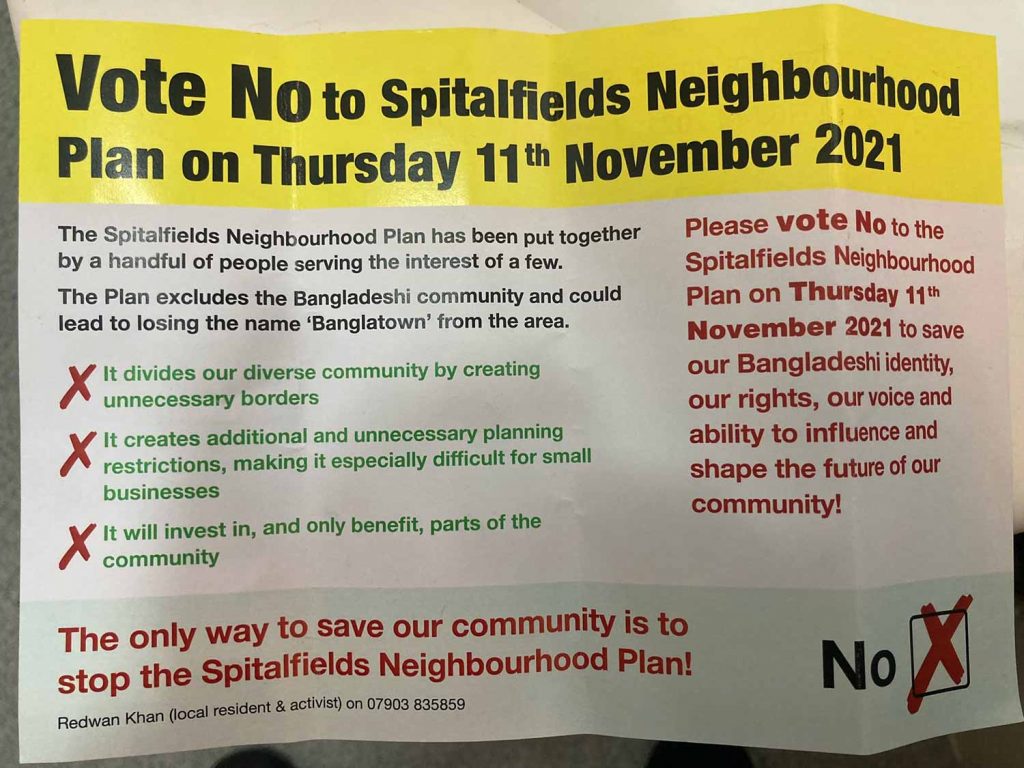 Vote No to Spitalfields Neighbourhood
Plan on Thursday 11th November 2021
The Spitalfields Neighbourhood Plan has been put together
by a handful of people serving the interest of a few.
The Plan excludes the Bangladeshi community and could
lead to losing the name ‘Banglatown’ from the area.
It divides our diverse community by creating
unnecessary borders
It creates additional and unnecessary planning
restrictions, making it especially difficult for small
businesses
It will invest in, and only benefit, parts of the
community
Please vote No to the
Spitalfields Neighbourhood
Plan on Thursday 11th
November 2021 to save
our Bangladeshi identity,
our rights, our voice and
ability to influence and
shape the future of our
community!
The only way to save our community is to
stop the Spitalfields Neighbourhood Plan!
Redwan Khan (local resident & activist) on 07903 835859
No